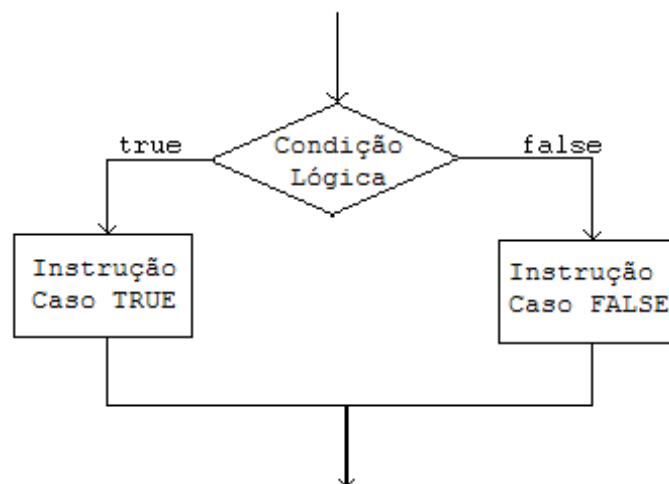 true
false
Condição
Lógica
Instrução
Caso TRUE
Instrução
Caso FALSE